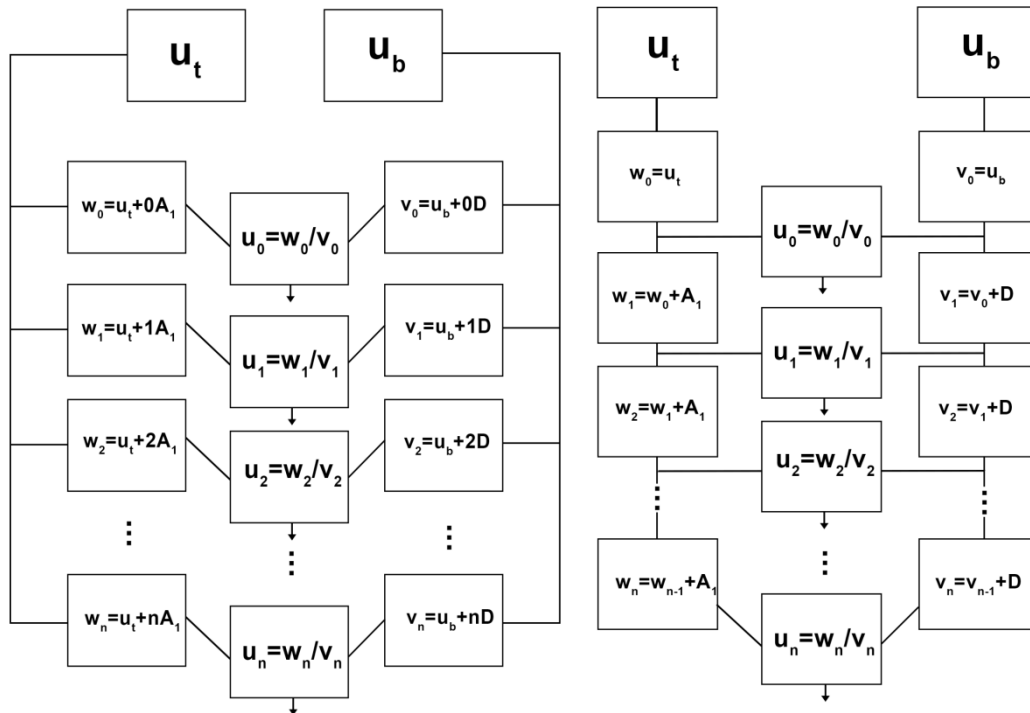 u_t
u_b
w_0=u_t+0A_1
u_0=w_0/v_0
v_0=u_b+0D
w_1=u_t+1A_1
u_1=w_1/v_1
v_1=u_b+1D
w_2=u_t+2A_1
u_2=w_2/v_2
v_2=u_b+2D
⋮
⋮
⋮
w_n=u_t+nA_1
u_n=w_n/v_n
v_n=u_b+nD
u_t
u_b
w_0=u_t
v_0=u_b
u_0=w_0/v_0
w_1=w_0+A_1
v_1=v_0+D
u_1=w_1/v_1
w_2=w_1+A_1
v_2=v_1+D
u_2=w_2/v_2
⋮
⋮
⋮
w_n=w_{n-1}+A_1
v_n=v_{n-1}+D
u_n=w_n/v_n